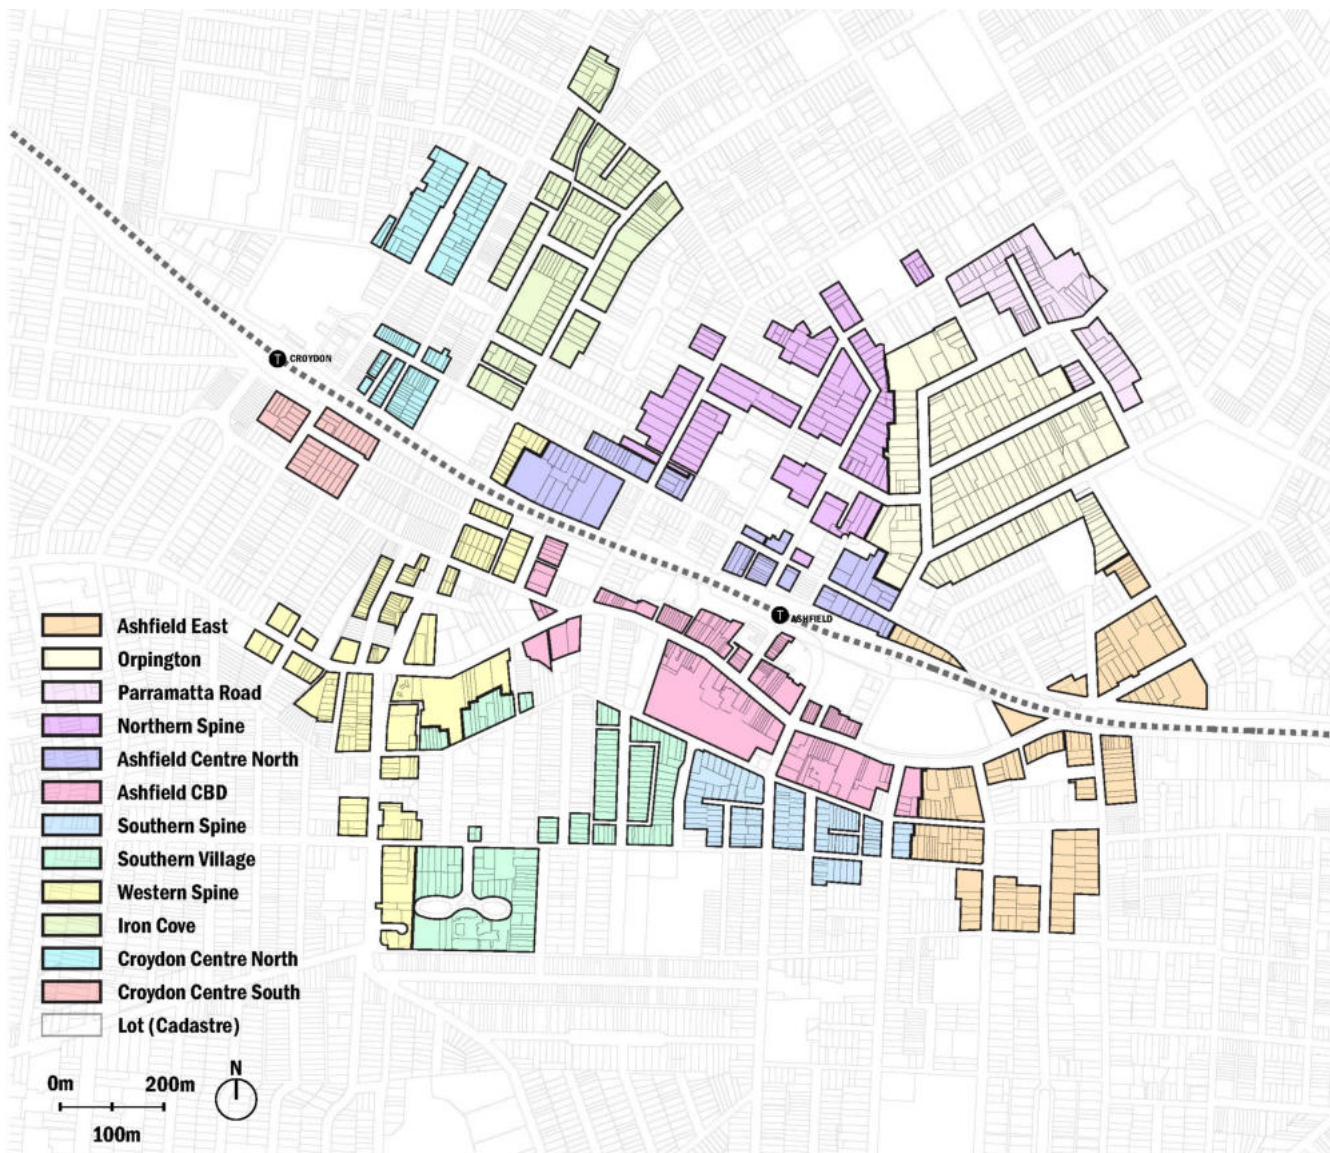 T CROYDON
T ASHFIELD
Ashfield East
Orpington
Parramatta Road
Northern Spine
Ashfield Centre North
Ashfield CBD
Southern Spine
Southern Village
Western Spine
Iron Cove
Croydon Centre North
Croydon Centre South
Lot (Cadastre)
N
0m 200m
100m